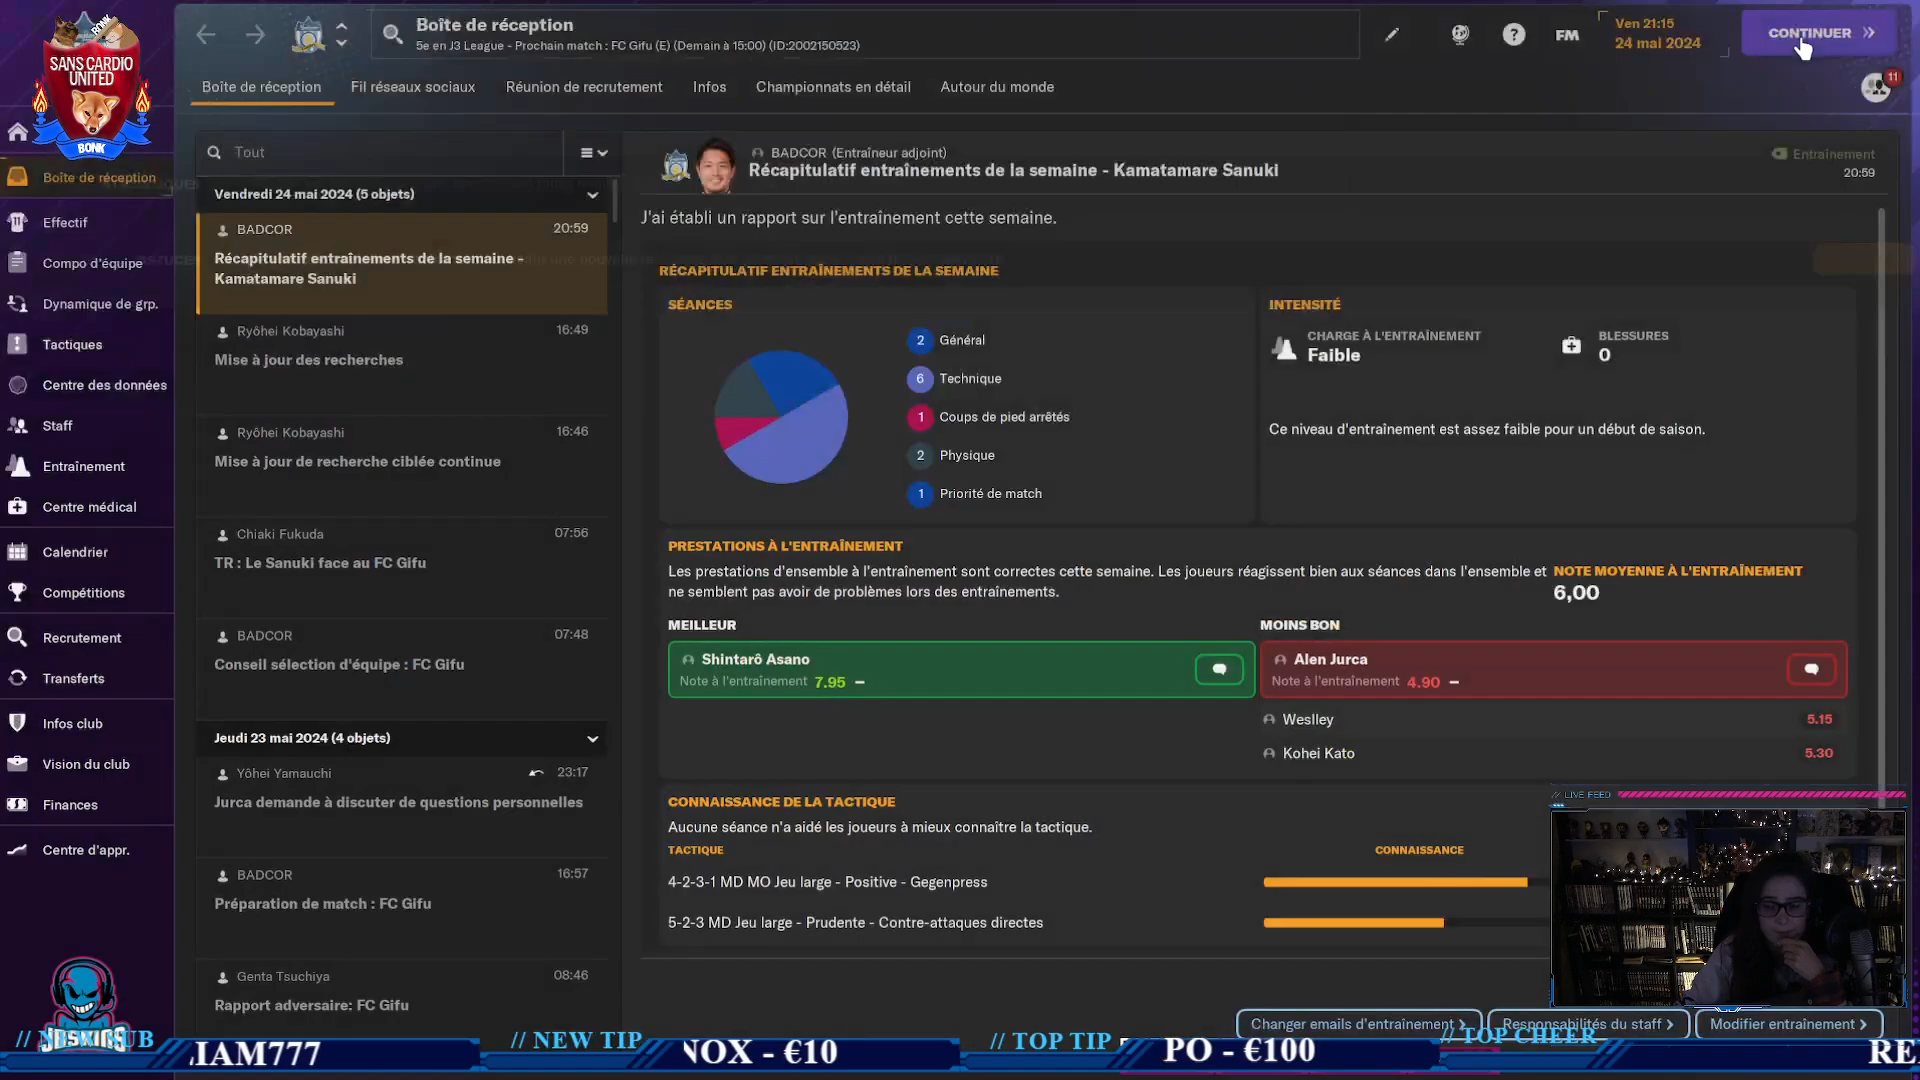 SANS CARDIO
UNITED
BONK
BONK
Boîte de réception
5e en J3 League - Prochain match : FC Gifu (E) (Demain à 15:00) (ID:2002150523)
FM
Ven 21:15
24 mai 2024
CONTINUER
11
Boîte de réception
Fil réseaux sociaux
Réunion de recrutement
Infos
Championnats en détail
Autour du monde
Boîte de réception
Effectif
Compo d'équipe
Dynamique de grp.
Tactiques
Centre des données
Staff
Entraînement
Centre médical
Calendrier
Compétitions
Recrutement
Transferts
Infos club
Vision du club
Finances
Centre d'appr.
Tout
Vendredi 24 mai 2024 (5 objets)
BADCOR 20:59
Récapitulatif entraînements de la semaine -
Kamatamare Sanuki
Ryôhei Kobayashi 16:49
Mise à jour des recherches
Ryôhei Kobayashi 16:46
Mise à jour de recherche ciblée continue
Chiaki Fukuda 07:56
TR : Le Sanuki face au FC Gifu
BADCOR 07:48
Conseil sélection d'équipe : FC Gifu
Jeudi 23 mai 2024 (4 objets)
Yôhei Yamauchi 23:17
Jurca demande à discuter de questions personnelles
BADCOR 16:57
Préparation de match : FC Gifu
Genta Tsuchiya 08:46
Rapport adversaire: FC Gifu
BADCOR (Entraîneur adjoint)
Récapitulatif entraînements de la semaine - Kamatamare Sanuki
Entraînement
20:59
J'ai établi un rapport sur l'entraînement cette semaine.
RÉCAPITULATIF ENTRAÎNEMENTS DE LA SEMAINE
SÉANCES
2 Général
6 Technique
1 Coups de pied arrêtés
2 Physique
1 Priorité de match
INTENSITÉ
CHARGE À L'ENTRAÎNEMENT
Faible
BLESSURES
0
Ce niveau d'entraînement est assez faible pour un début de saison.
PRESTATIONS À L'ENTRAÎNEMENT
Les prestations d'ensemble à l'entraînement sont correctes cette semaine. Les joueurs réagissent bien aux séances dans l'ensemble et
ne semblent pas avoir de problèmes lors des entraînements.
NOTE MOYENNE À L'ENTRAÎNEMENT
6,00
MEILLEUR
Shintarô Asano
Note à l'entraînement 7.95 –
MOINS BON
Alen Jurca
Note à l'entraînement 4.90 –
Weslley 5.15
Kohei Kato 5.30
CONNAISSANCE DE LA TACTIQUE
Aucune séance n'a aidé les joueurs à mieux connaître la tactique.
TACTIQUE CONNAISSANCE
4-2-3-1 MD MO Jeu large - Positive - Gegenpress
5-2-3 MD Jeu large - Prudente - Contre-attaques directes
// LIVE FEED
Changer emails d'entraînement
Responsabilités du staff
Modifier entraînement
// NEW SUB
.IAM777
// NEW TIP
NOX - €10
// TOP TIP
PO - €100
// TOP CHEER
RE